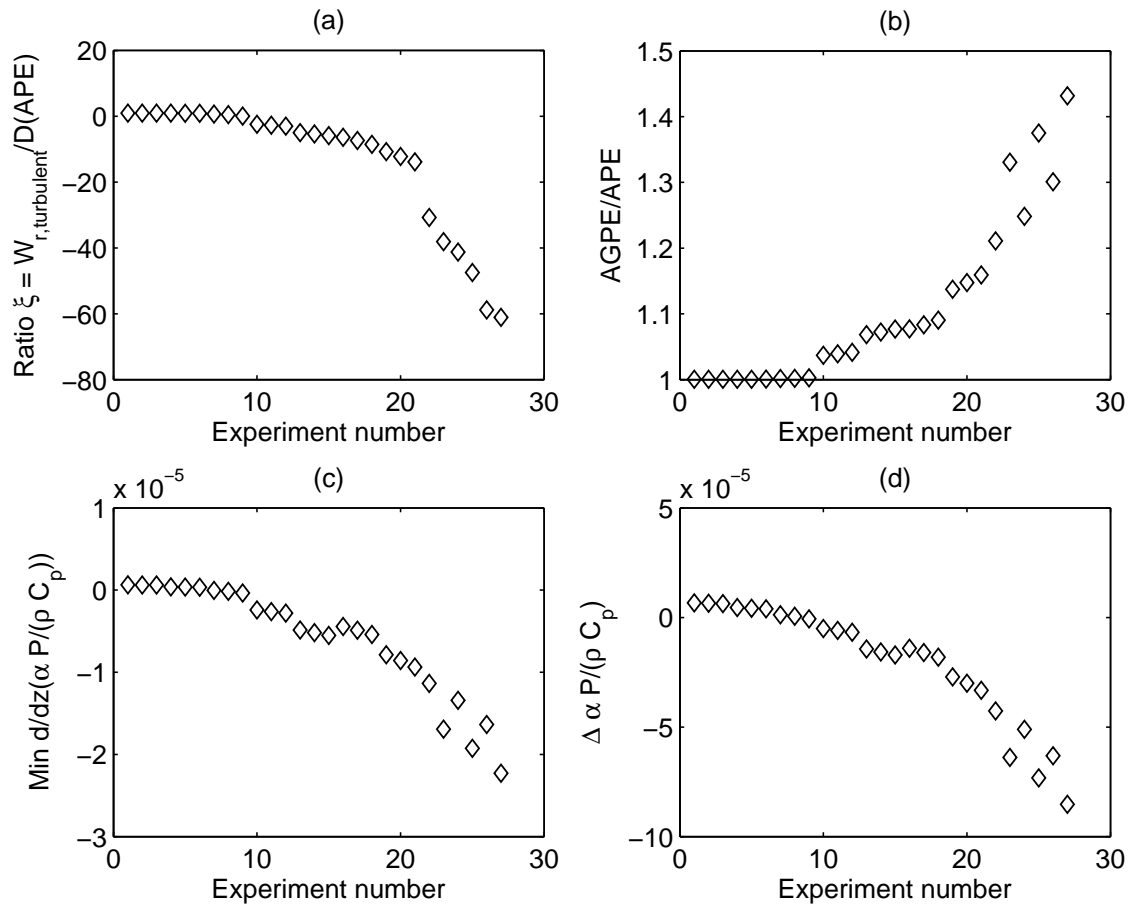 (a)
Ratio ξ = W_{r,turbulent}/D(APE)
20
0
−20
−40
−60
−80
0
10
20
30
Experiment number
(b)
AGPE/APE
1.5
1.4
1.3
1.2
1.1
1
0
10
20
30
Experiment number
(c)
x 10^{−5}
Min d/dz(α P/(ρ C_p))
1
0
−1
−2
−3
0
10
20
30
Experiment number
(d)
x 10^{−5}
Δ α P/(ρ C_p)
5
0
−5
−10
0
10
20
30
Experiment number